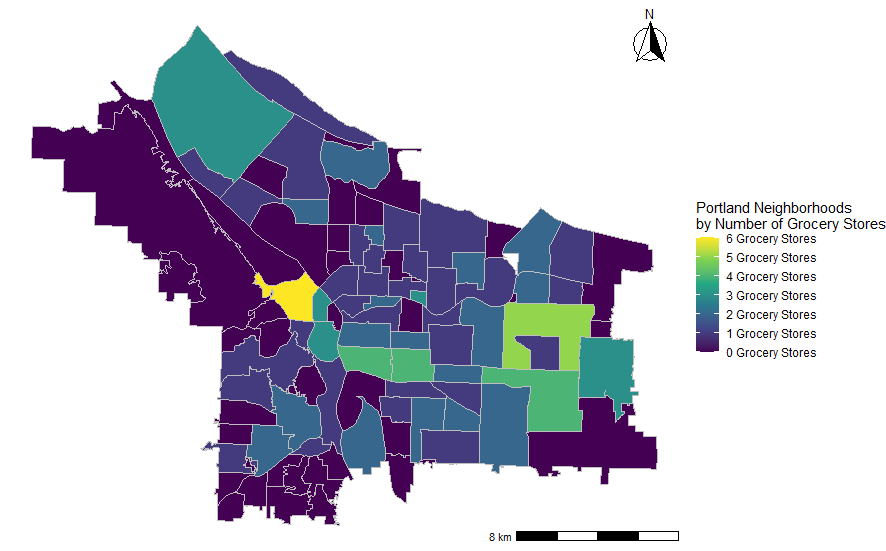 N
Portland Neighborhoods
by Number of Grocery Stores
6 Grocery Stores
5 Grocery Stores
4 Grocery Stores
3 Grocery Stores
2 Grocery Stores
1 Grocery Stores
0 Grocery Stores
8 km